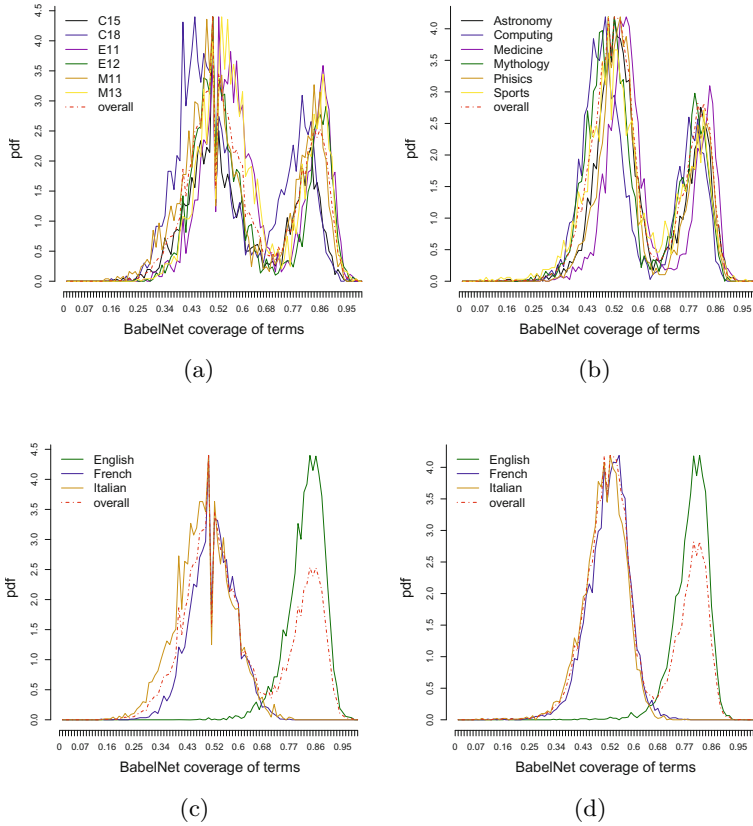 C15
C18
E11
E12
M11
M13
overall
pdf
0.0 0.5 1.0 1.5 2.0 2.5 3.0 3.5 4.0 4.5
0 0.07 0.17 0.25 0.34 0.43 0.52 0.6 0.68 0.77 0.86 0.95
BabelNet coverage of terms
(a)
Astronomy
Computing
Medicine
Mythology
Phisics
Sports
overall
pdf
0.0 0.5 1.0 1.5 2.0 2.5 3.0 3.5 4.0
0 0.07 0.17 0.25 0.34 0.43 0.52 0.6 0.68 0.77 0.86 0.95
BabelNet coverage of terms
(b)
English
French
Italian
overall
pdf
0.0 0.5 1.0 1.5 2.0 2.5 3.0 3.5 4.0 4.5
0 0.07 0.17 0.25 0.34 0.43 0.52 0.6 0.68 0.77 0.86 0.95
BabelNet coverage of terms
(c)
English
French
Italian
overall
pdf
0.0 0.5 1.0 1.5 2.0 2.5 3.0 3.5 4.0
0 0.07 0.17 0.25 0.34 0.43 0.52 0.6 0.68 0.77 0.86 0.95
BabelNet coverage of terms
(d)